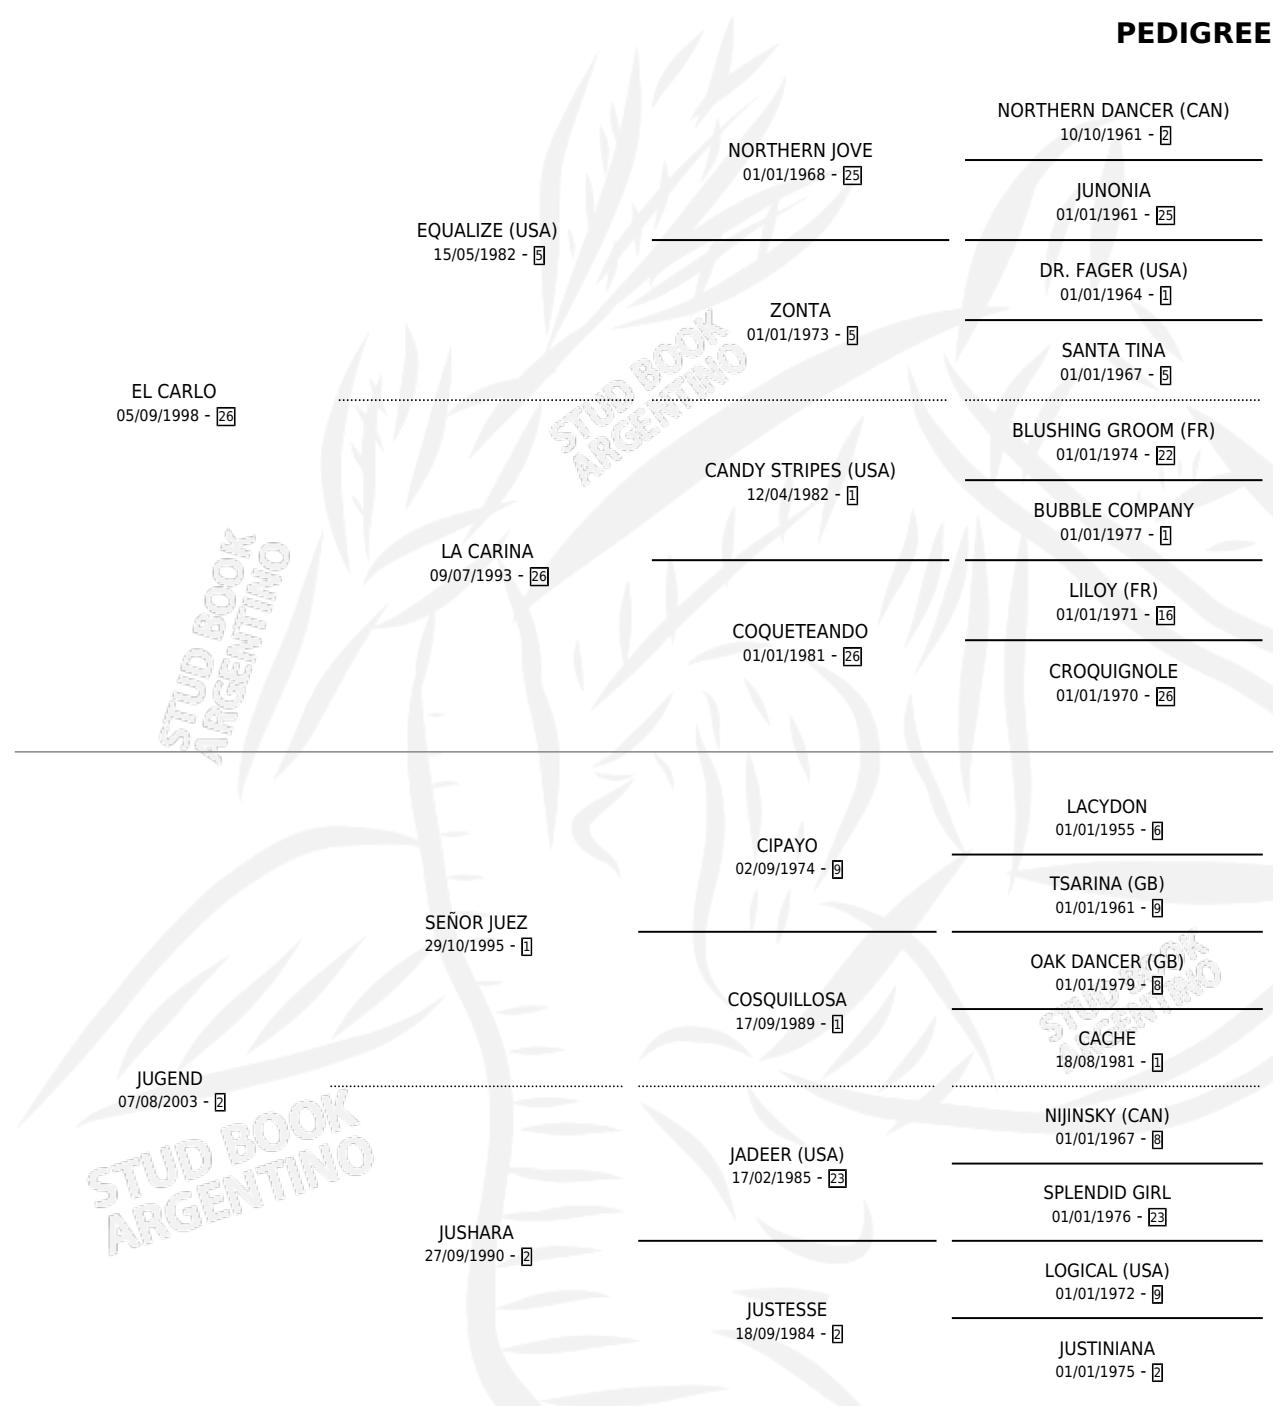 PEDIGREE
NORTHERN DANCER (CAN)
10/10/1961 - 2
NORTHERN JOVE
01/01/1968 - 25
JUNONIA
01/01/1961 - 25
EQUALIZE (USA)
15/05/1982 - 5
DR. FAGER (USA)
01/01/1964 - 1
ZONTA
01/01/1973 - 5
SANTA TINA
01/01/1967 - 5
EL CARLO
05/09/1998 - 26
BLUSHING GROOM (FR)
01/01/1974 - 22
CANDY STRIPES (USA)
12/04/1982 - 1
BUBBLE COMPANY
01/01/1977 - 1
LA CARINA
09/07/1993 - 26
LILOY (FR)
01/01/1971 - 16
COQUETEANDO
01/01/1981 - 26
CROQUIGNOLE
01/01/1970 - 26
STUD BOOK
ARGENTINO
STUD BOOK
ARGENTINO
LACYDON
01/01/1955 - 6
CIPAYO
02/09/1974 - 9
TSARINA (GB)
01/01/1961 - 9
SEÑOR JUEZ
29/10/1995 - 1
OAK DANCER (GB)
01/01/1979 - 8
COSQUILLOSA
17/09/1989 - 1
CACHE
18/08/1981 - 1
JUGEND
07/08/2003 - 2
NIJINSKY (CAN)
01/01/1967 - 8
JADEER (USA)
17/02/1985 - 23
SPLENDID GIRL
01/01/1976 - 23
JUSHARA
27/09/1990 - 2
LOGICAL (USA)
01/01/1972 - 9
JUSTESSE
18/09/1984 - 2
JUSTINIANA
01/01/1975 - 2
STUD BOOK
ARGENTINO
STUD BOOK
ARGENTINO